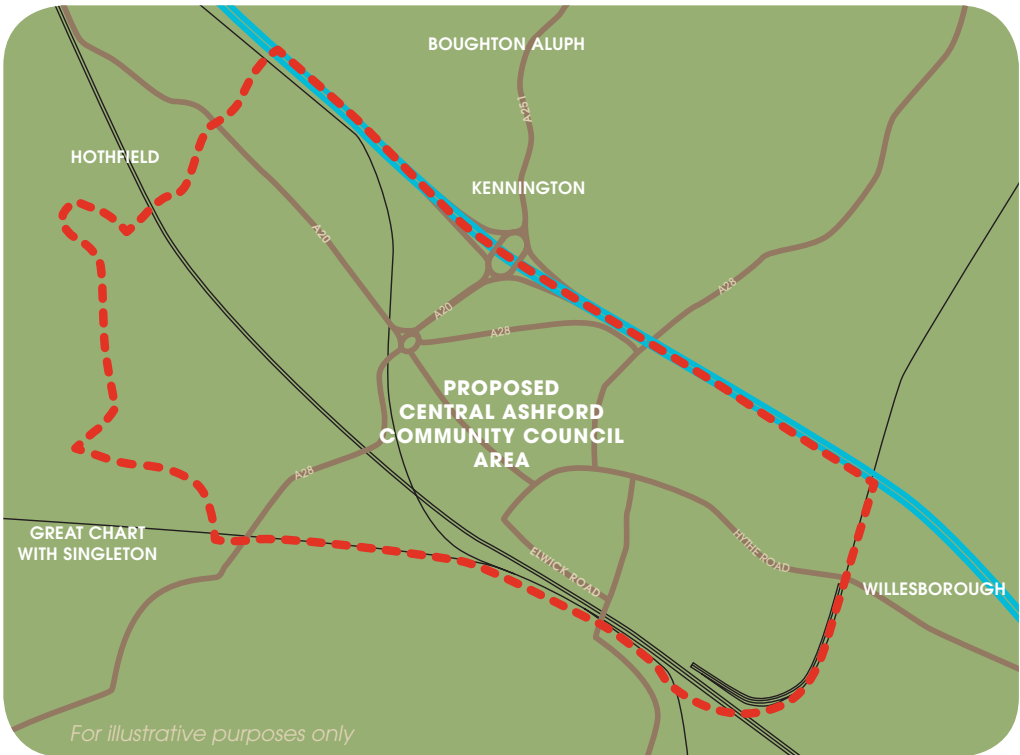 BOUGHTON ALUPH
A251
HOTHFIELD
KENNINGTON
A20
A28
A20
A28
PROPOSED
CENTRAL ASHFORD
COMMUNITY COUNCIL
AREA
A28
GREAT CHART
WITH SINGLETON
HYTHE ROAD
ELWICK ROAD
WILLESBOROUGH
For illustrative purposes only